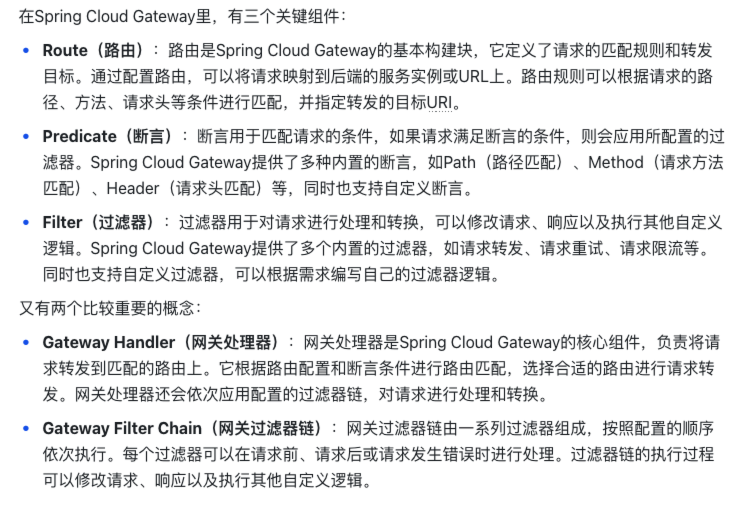 在Spring Cloud Gateway里，有三个关键组件：
• Route（路由）：路由是Spring Cloud Gateway的基本构建块，它定义了请求的匹配规则和转发
目标。通过配置路由，可以将请求映射到后端的服务实例或URL上。路由规则可以根据请求的路
径、方法、请求头等条件进行匹配，并指定转发的目标URI。
• Predicate（断言）：断言用于匹配请求的条件，如果请求满足断言的条件，则会应用所配置的过
滤器。Spring Cloud Gateway提供了多种内置的断言，如Path（路径匹配）、Method（请求方法
匹配）、Header（请求头匹配）等，同时也支持自定义断言。
• Filter（过滤器）：过滤器用于对请求进行处理和转换，可以修改请求、响应以及执行其他自定义
逻辑。Spring Cloud Gateway提供了多个内置的过滤器，如请求转发、请求重试、请求限流等。
同时也支持自定义过滤器，可以根据需求编写自己的过滤器逻辑。
又有两个比较重要的概念：
• Gateway Handler（网关处理器）：网关处理器是Spring Cloud Gateway的核心组件，负责将请
求转发到匹配的路由上。它根据路由配置和断言条件进行路由匹配，选择合适的路由进行请求转
发。网关处理器还会依次应用配置的过滤器链，对请求进行处理和转换。
• Gateway Filter Chain（网关过滤器链）：网关过滤器链由一系列过滤器组成，按照配置的顺序
依次执行。每个过滤器可以在请求前、请求后或请求发生错误时进行处理。过滤器链的执行过程
可以修改请求、响应以及执行其他自定义逻辑。